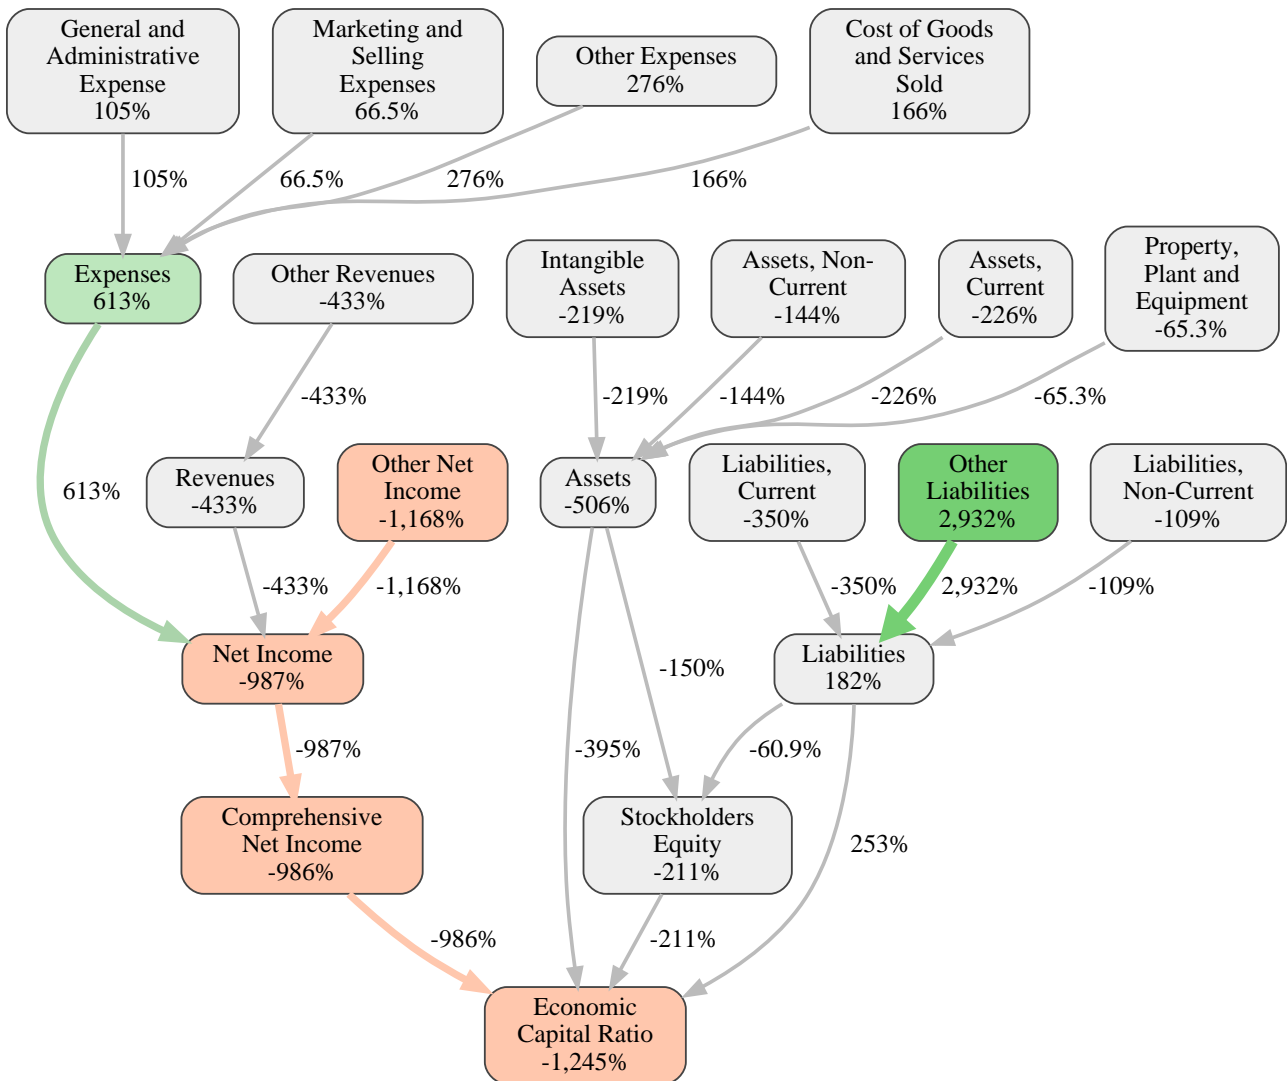 General and
Administrative
Expense
105%
Marketing and
Selling
Expenses
66.5%
Other Expenses
276%
Cost of Goods
and Services
Sold
166%
105%
66.5%
276%
166%
Expenses
613%
Other Revenues
-433%
Intangible
Assets
-219%
Assets, Non-
Current
-144%
Assets,
Current
-226%
Property,
Plant and
Equipment
-65.3%
-433%
-219%
-144%
-226%
-65.3%
613%
Revenues
-433%
Other Net
Income
-1,168%
Assets
-506%
Liabilities,
Current
-350%
Other
Liabilities
2,932%
Liabilities,
Non-Current
-109%
-433%
-1,168%
-350%
2,932%
-109%
Net Income
-987%
-150%
Liabilities
182%
-987%
-395%
-60.9%
Comprehensive
Net Income
-986%
Stockholders
Equity
-211%
253%
-986%
-211%
Economic
Capital Ratio
-1,245%